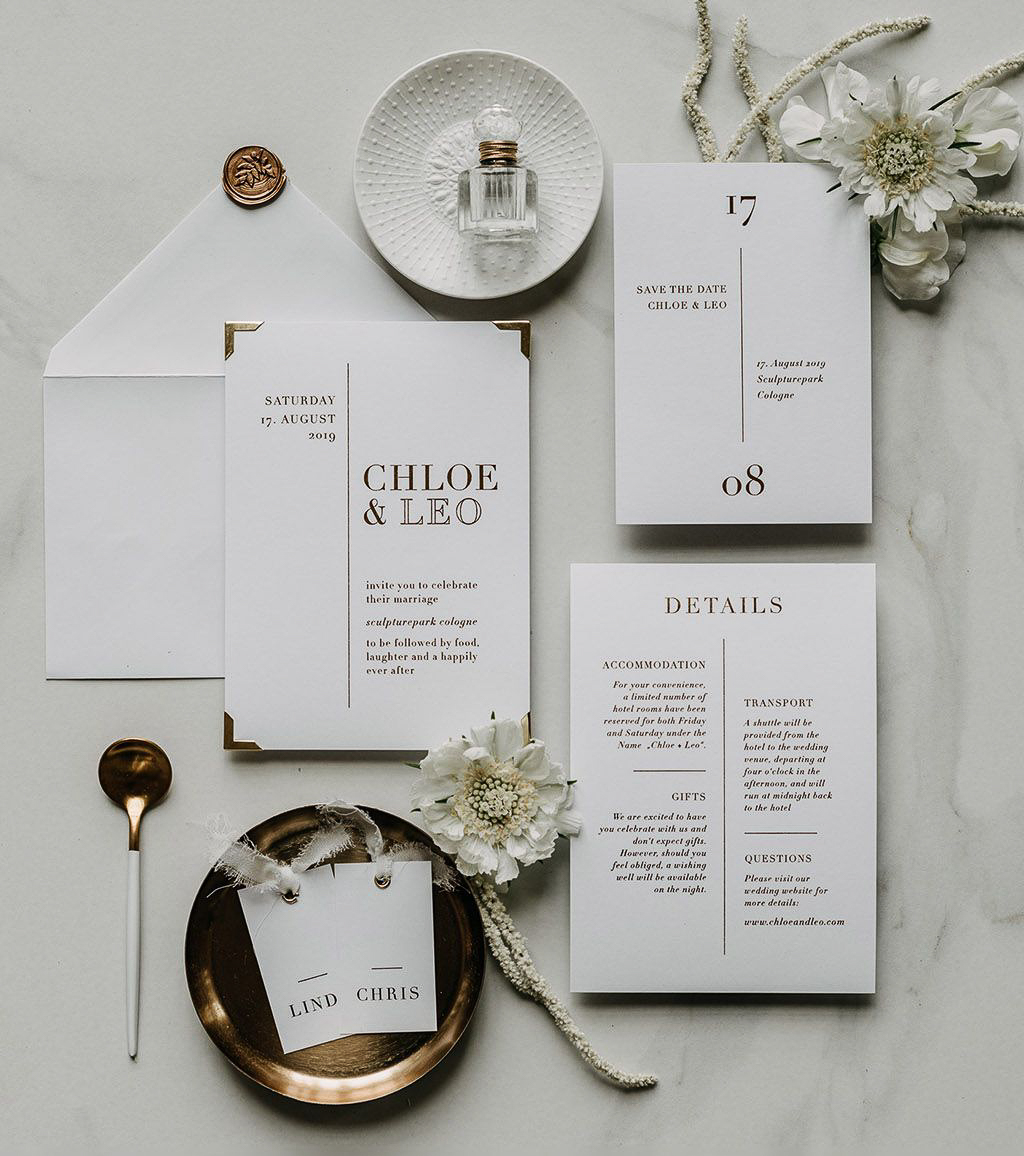 SATURDAY
17. AUGUST
2019
CHLOE
& LEO
invite you to celebrate
their marriage
sculpturepark cologne
to be followed by food,
laughter and a happily
ever after
17
SAVE THE DATE
CHLOE & LEO
17. August 2019
Sculpturepark
Cologne
08
DETAILS
ACCOMMODATION
For your convenience,
a limited number of
hotel rooms have been
reserved for both Friday
and Saturday under the
Name „Chloe + Leo“.
GIFTS
We are excited to have
you celebrate with us and
don't expect gifts.
However, should you
feel obliged, a wishing
well will be available
on the night.
TRANSPORT
A shuttle will be
provided from the
hotel to the wedding
venue, departing at
four o'clock in the
afternoon, and will
run at midnight back
to the hotel
QUESTIONS
Please visit our
wedding website for
more details:
www.chloeandleo.com
LIND
CHRIS